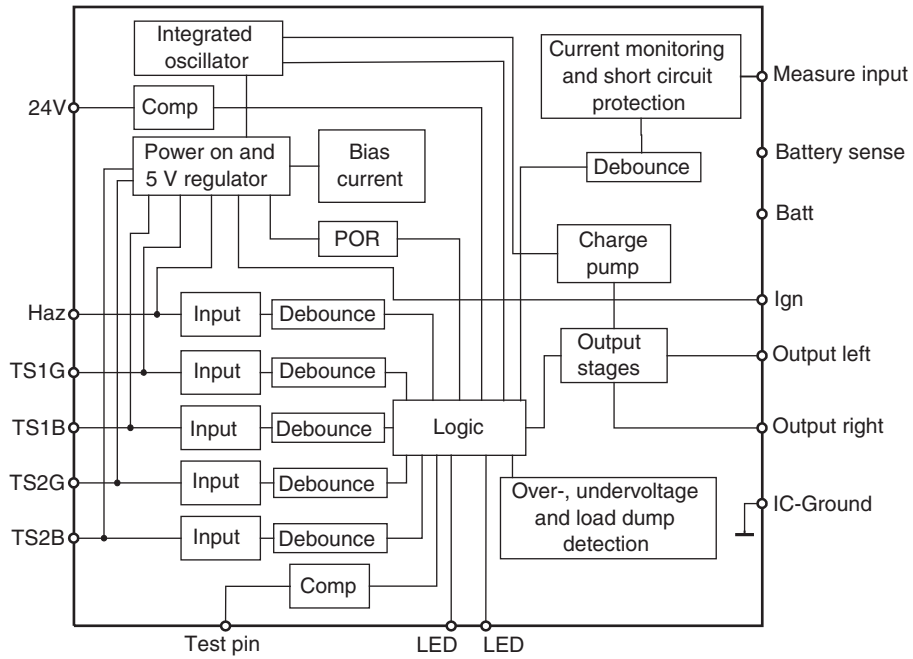 Integrated
oscillator
Current monitoring
and short circuit
protection
Measure input
24V
Comp
Power on and
5 V regulator
Bias
current
Debounce
Battery sense
Batt
POR
Charge
pump
Haz
Input
Debounce
Ign
TS1G
Input
Debounce
Output
stages
Output left
TS1B
Input
Debounce
Logic
Output right
TS2G
Input
Debounce
Over-, undervoltage
and load dump
detection
IC-Ground
TS2B
Input
Debounce
Comp
Test pin
LED
LED